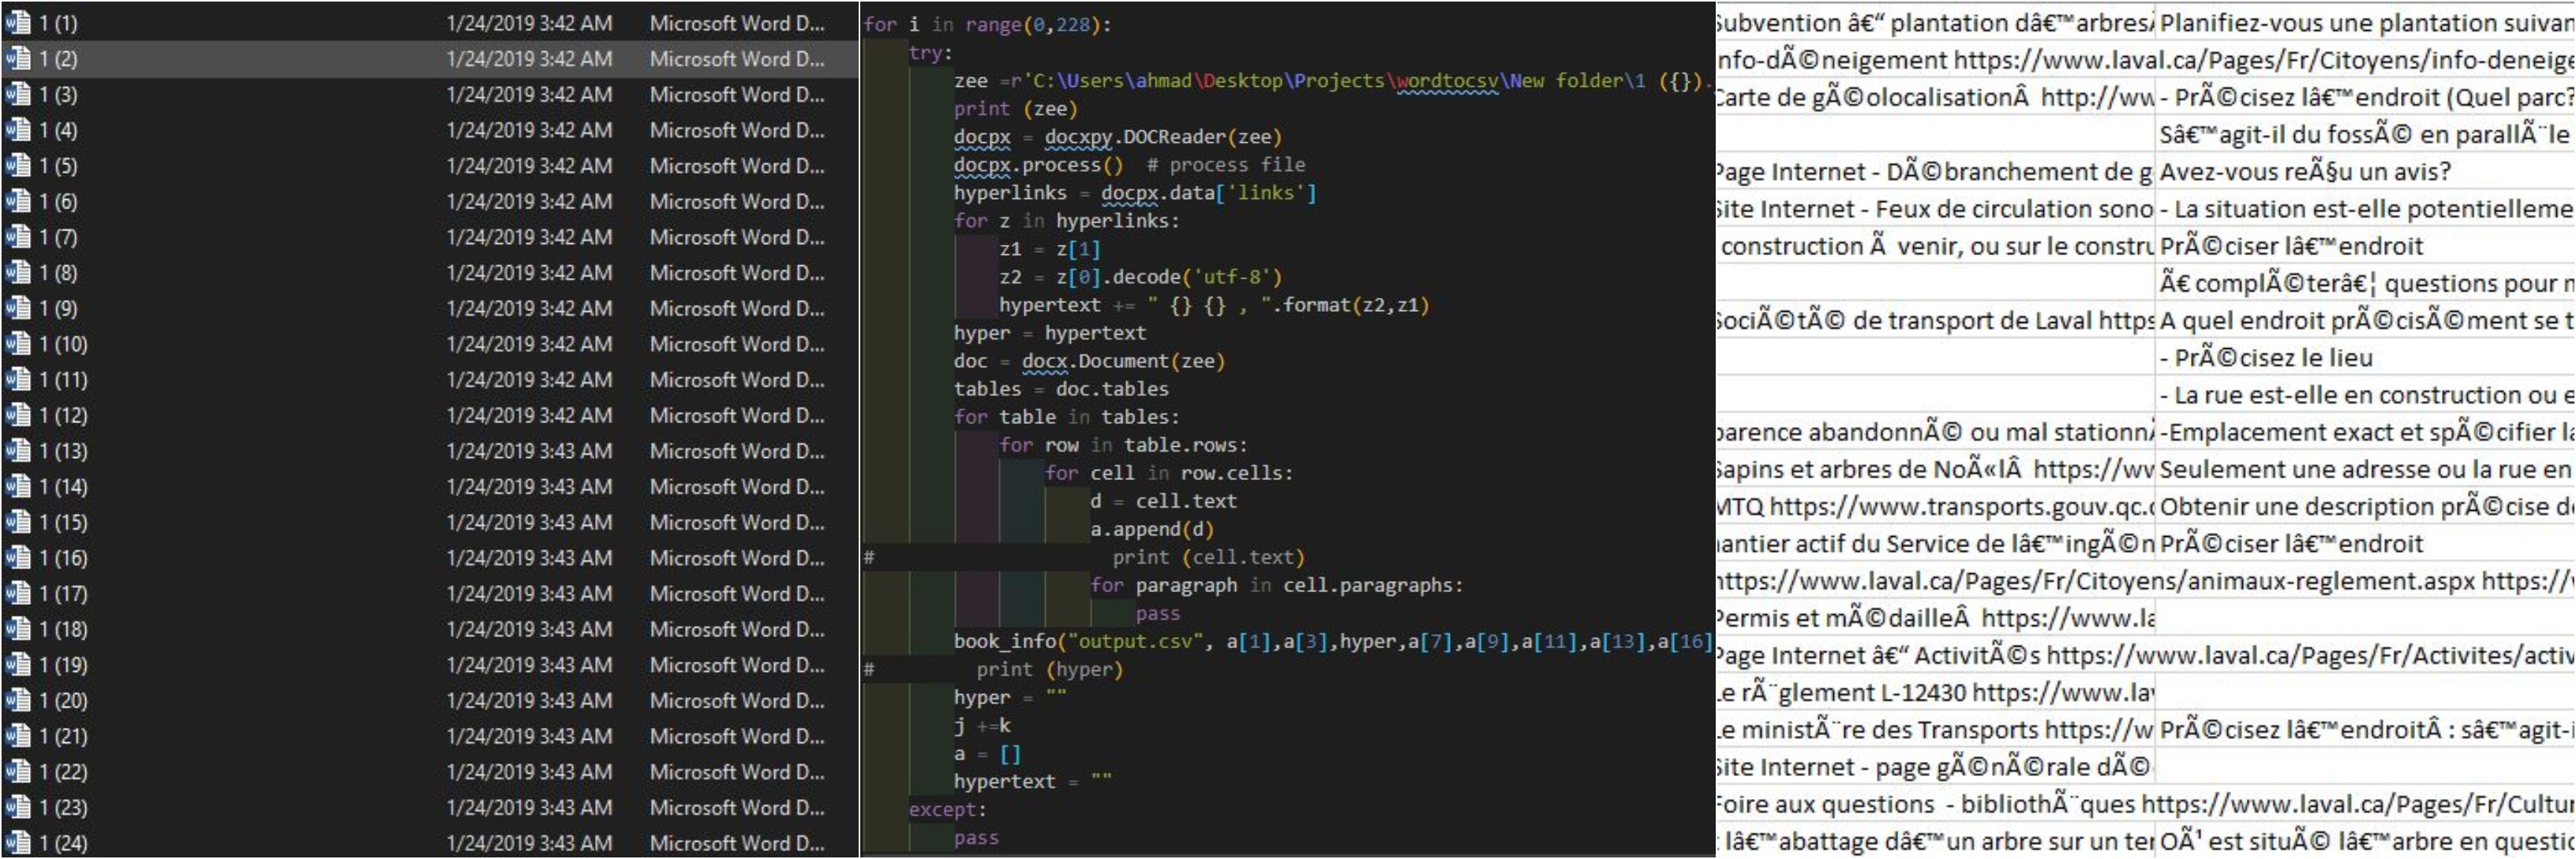 1 (1) 1/24/2019 3:42 AM Microsoft Word D...
1 (2) 1/24/2019 3:42 AM Microsoft Word D...
1 (3) 1/24/2019 3:42 AM Microsoft Word D...
1 (4) 1/24/2019 3:42 AM Microsoft Word D...
1 (5) 1/24/2019 3:42 AM Microsoft Word D...
1 (6) 1/24/2019 3:42 AM Microsoft Word D...
1 (7) 1/24/2019 3:42 AM Microsoft Word D...
1 (8) 1/24/2019 3:42 AM Microsoft Word D...
1 (9) 1/24/2019 3:42 AM Microsoft Word D...
1 (10) 1/24/2019 3:42 AM Microsoft Word D...
1 (11) 1/24/2019 3:42 AM Microsoft Word D...
1 (12) 1/24/2019 3:42 AM Microsoft Word D...
1 (13) 1/24/2019 3:43 AM Microsoft Word D...
1 (14) 1/24/2019 3:43 AM Microsoft Word D...
1 (15) 1/24/2019 3:43 AM Microsoft Word D...
1 (16) 1/24/2019 3:43 AM Microsoft Word D...
1 (17) 1/24/2019 3:43 AM Microsoft Word D...
1 (18) 1/24/2019 3:43 AM Microsoft Word D...
1 (19) 1/24/2019 3:43 AM Microsoft Word D...
1 (20) 1/24/2019 3:43 AM Microsoft Word D...
1 (21) 1/24/2019 3:43 AM Microsoft Word D...
1 (22) 1/24/2019 3:43 AM Microsoft Word D...
1 (23) 1/24/2019 3:43 AM Microsoft Word D...
1 (24) 1/24/2019 3:43 AM Microsoft Word D...
for i in range(0,228):
try:
zee =r'C:\Users\ahmad\Desktop\Projects\wordtocsv\New folder\1 ({}).
print (zee)
docpx = docxpy.DOCReader(zee)
docpx.process() # process file
hyperlinks = docpx.data['links']
for z in hyperlinks:
z1 = z[1]
z2 = z[0].decode('utf-8')
hypertext += " {} {} , ".format(z2,z1)
hyper = hypertext
doc = docx.Document(zee)
tables = doc.tables
for table in tables:
for row in table.rows:
for cell in row.cells:
d = cell.text
a.append(d)
# print (cell.text)
for paragraph in cell.paragraphs:
pass
book_info("output.csv", a[1],a[3],hyper,a[7],a[9],a[11],a[13],a[16]
# print (hyper)
hyper = ""
j +=k
a = []
hypertext = ""
except:
pass
Subvention â€“ plantation dâ€™arbresÂ Planifiez-vous une plantation suivan
nfo-dÃ©neigement https://www.laval.ca/Pages/Fr/Citoyens/info-deneige
Carte de gÃ©olocalisationÂ http://ww - PrÃ©cisez lâ€™endroit (Quel parc?
Sâ€™agit-il du fossÃ© en parallÃ¨le
Page Internet - DÃ©branchement de g Avez-vous reÃ§u un avis?
Site Internet - Feux de circulation sono - La situation est-elle potentielleme
construction Ã venir, ou sur le constru PrÃ©ciser lâ€™endroit
Ã€ complÃ©terâ€¦ questions pour n
SociÃ©tÃ© de transport de Laval https A quel endroit prÃ©cisÃ©ment se t
- PrÃ©cisez le lieu
- La rue est-elle en construction ou e
parence abandonnÃ© ou mal stationnÃ -Emplacement exact et spÃ©cifier la
Sapins et arbres de NoÃ«lÂ https://ww Seulement une adresse ou la rue en
MTQ https://www.transports.gouv.qc.c Obtenir une description prÃ©cise de
antier actif du Service de lâ€™ingÃ©n PrÃ©ciser lâ€™endroit
https://www.laval.ca/Pages/Fr/Citoyens/animaux-reglement.aspx https://
Permis et mÃ©dailleÂ https://www.la
Page Internet â€“ ActivitÃ©s https://www.laval.ca/Pages/Fr/Activites/activ
Le rÃ¨glement L-12430 https://www.lav
Le ministÃ¨re des Transports https://w PrÃ©cisez lâ€™endroitÂ : sâ€™agit-i
Site Internet - page gÃ©nÃ©rale dÃ©
Foire aux questions - bibliothÃ¨ques https://www.laval.ca/Pages/Fr/Cultur
lâ€™abattage dâ€™un arbre sur un ter OÃ¹ est situÃ© lâ€™arbre en questi